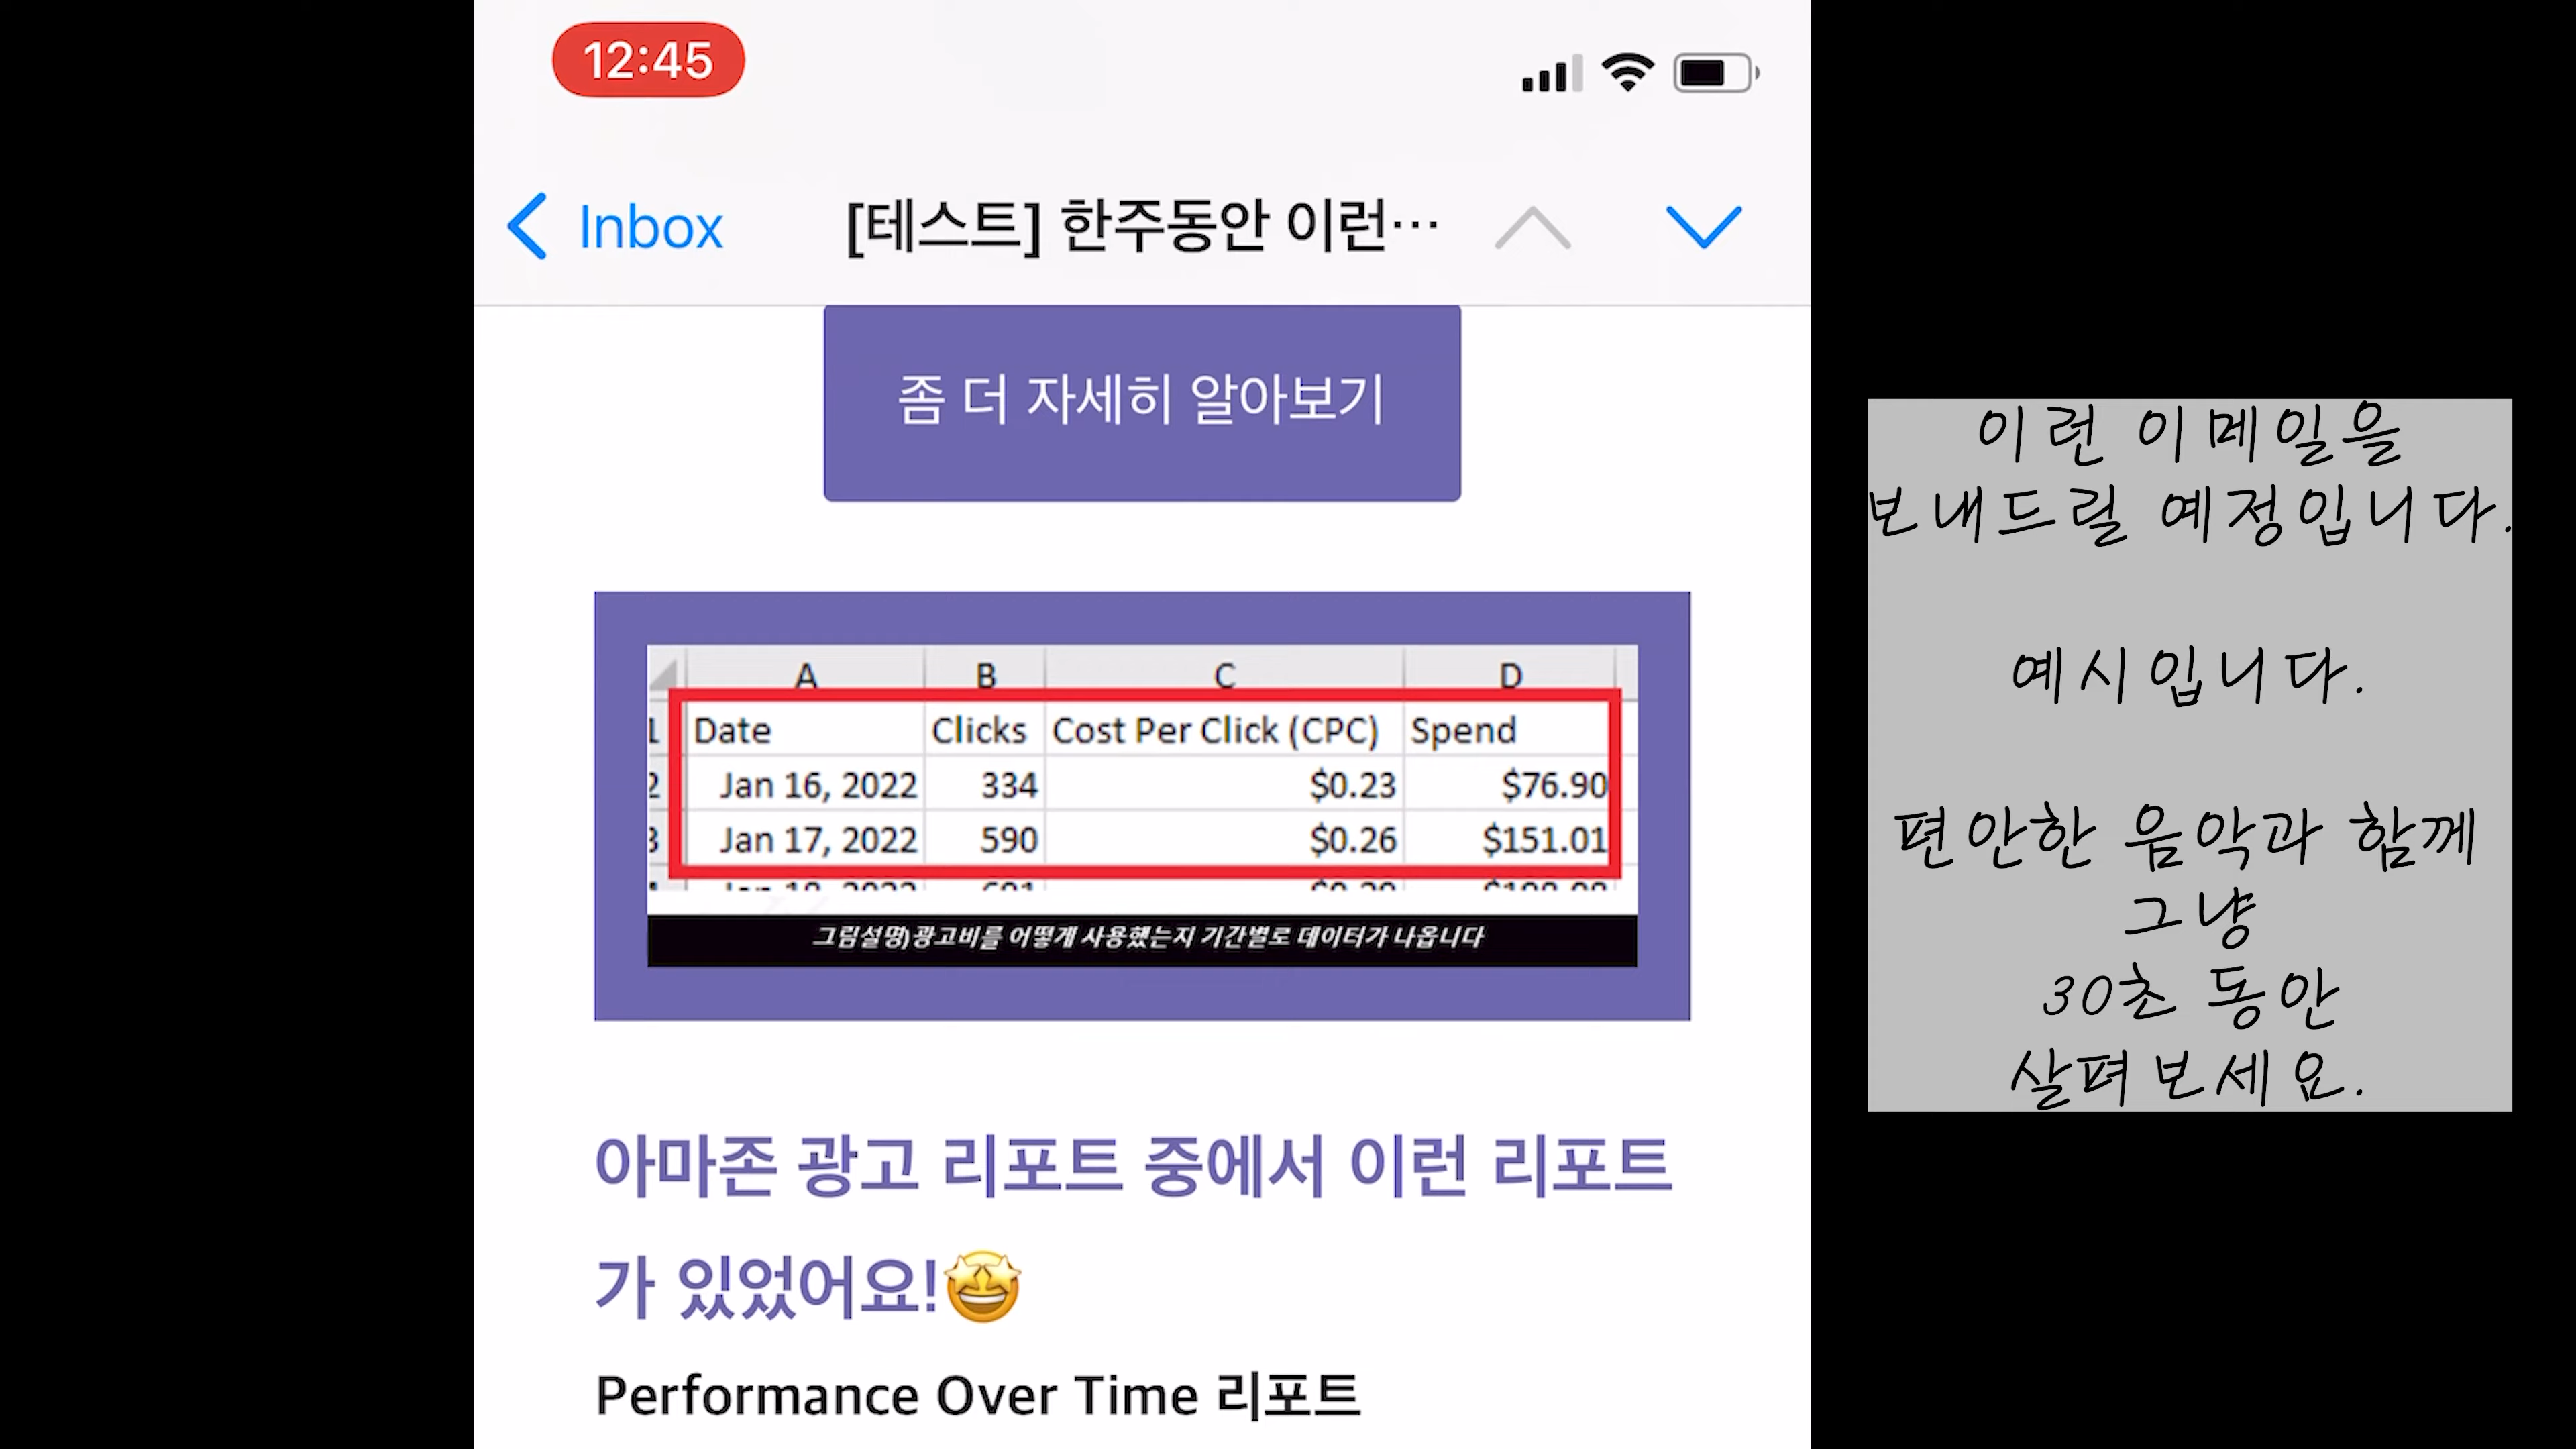 12:45
Inbox
[테스트] 한주동안 이런…
좀 더 자세히 알아보기
A B C D
1 Date Clicks Cost Per Click (CPC) Spend
2 Jan 16, 2022 334 $0.23 $76.90
3 Jan 17, 2022 590 $0.26 $151.01
그림설명)광고비를 어떻게 사용했는지 기간별로 데이터가 나옵니다
아마존 광고 리포트 중에서 이런 리포트
가 있었어요!🤩
Performance Over Time 리포트
이런 이메일을
보내드릴 예정입니다.
예시입니다.
편안한 음악과 함께
그냥
30초 동안
살펴보세요.